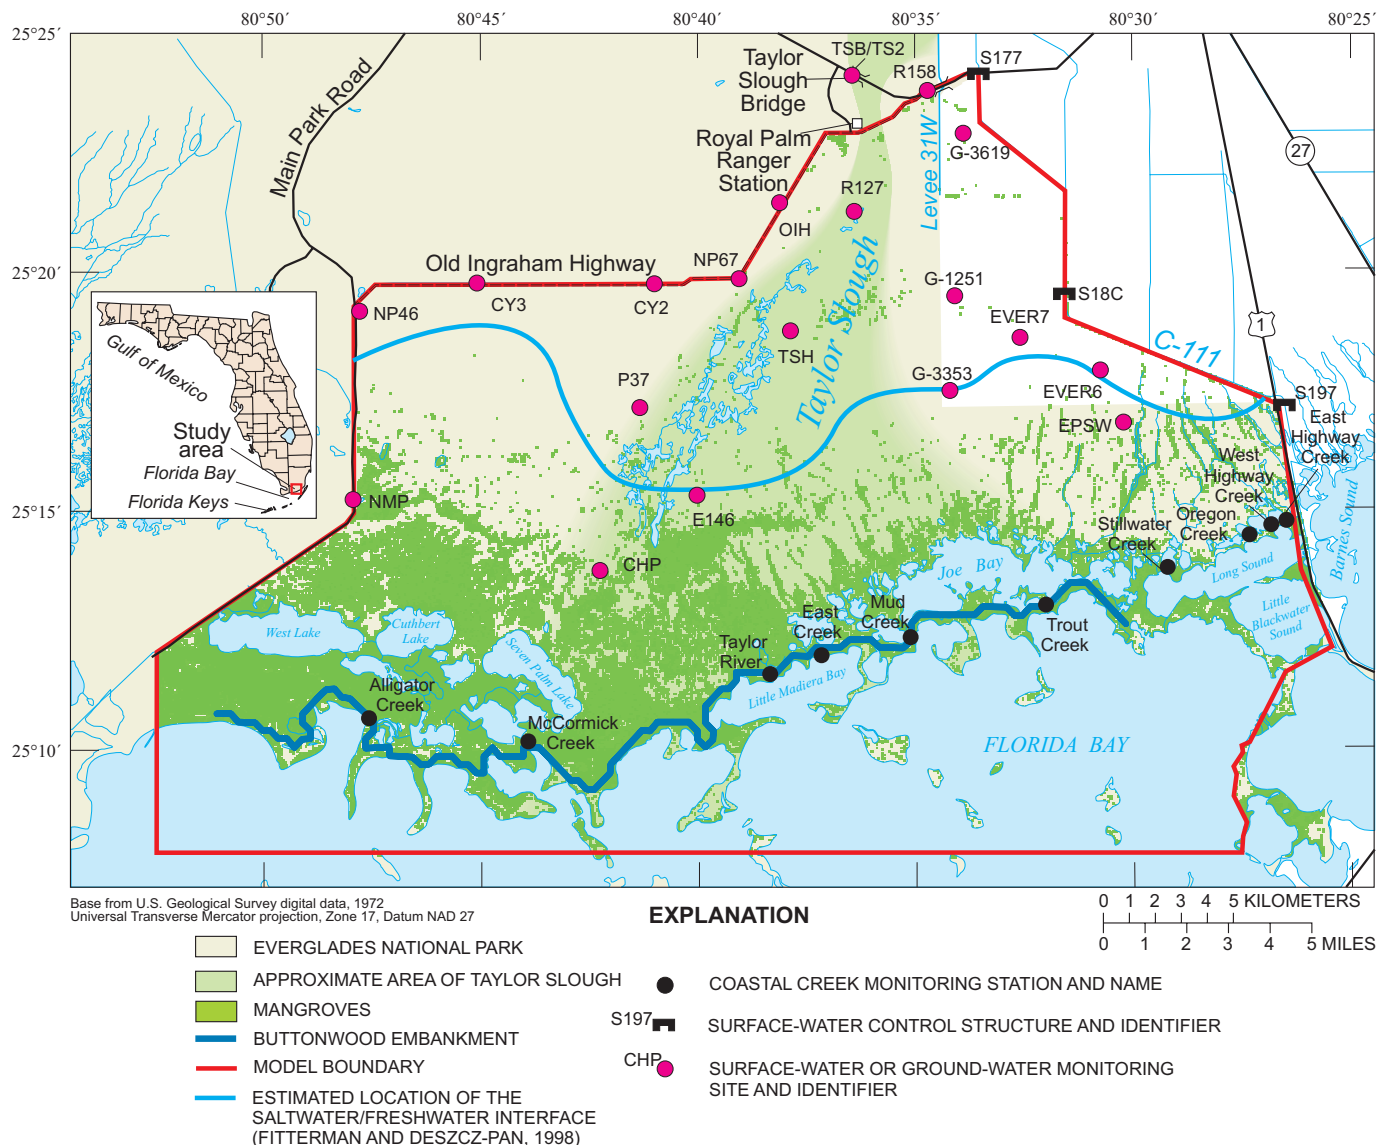 80°50′ 80°45′ 80°40′ 80°35′ 80°30′ 80°25′
25°25′
25°20′
25°15′
25°10′
Main Park Road
Taylor
Slough
Bridge
TSB/TS2
R158
S177
Royal Palm
Ranger
Station
G-3619
Levee 31W
27
R127
OIH
Taylor Slough
Old Ingraham Highway
NP67
NP46
CY3
CY2
TSH
G-1251
S18C
EVER7
1
C-111
P37
G-3353
EVER6
EPSW
S197
East
Highway
Creek
West
Highway
Creek
Oregon
Creek
Stillwater
Creek
Barnes Sound
Gulf of Mexico
Study
area
Florida Bay
Florida Keys
NMP
E146
CHP
Joe Bay
Long Sound
Little
Blackwater
Sound
West Lake
Cuthbert
Lake
Seven Palm Lake
Taylor
River
East
Creek
Mud
Creek
Trout
Creek
Little Madiera Bay
Alligator
Creek
McCormick
Creek
FLORIDA BAY
Base from U.S. Geological Survey digital data, 1972
Universal Transverse Mercator projection, Zone 17, Datum NAD 27
EXPLANATION
0 1 2 3 4 5 KILOMETERS
0 1 2 3 4 5 MILES
EVERGLADES NATIONAL PARK
APPROXIMATE AREA OF TAYLOR SLOUGH
MANGROVES
BUTTONWOOD EMBANKMENT
MODEL BOUNDARY
ESTIMATED LOCATION OF THE
SALTWATER/FRESHWATER INTERFACE
(FITTERMAN AND DESZCZ-PAN, 1998)
COASTAL CREEK MONITORING STATION AND NAME
S197
SURFACE-WATER CONTROL STRUCTURE AND IDENTIFIER
CHP
SURFACE-WATER OR GROUND-WATER MONITORING
SITE AND IDENTIFIER